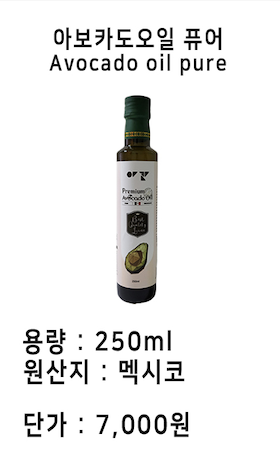 아보카도오일 퓨어
Avocado oil pure
Premium
Avocado Oil
용량 : 250ml
원산지 : 멕시코
단가 : 7,000원